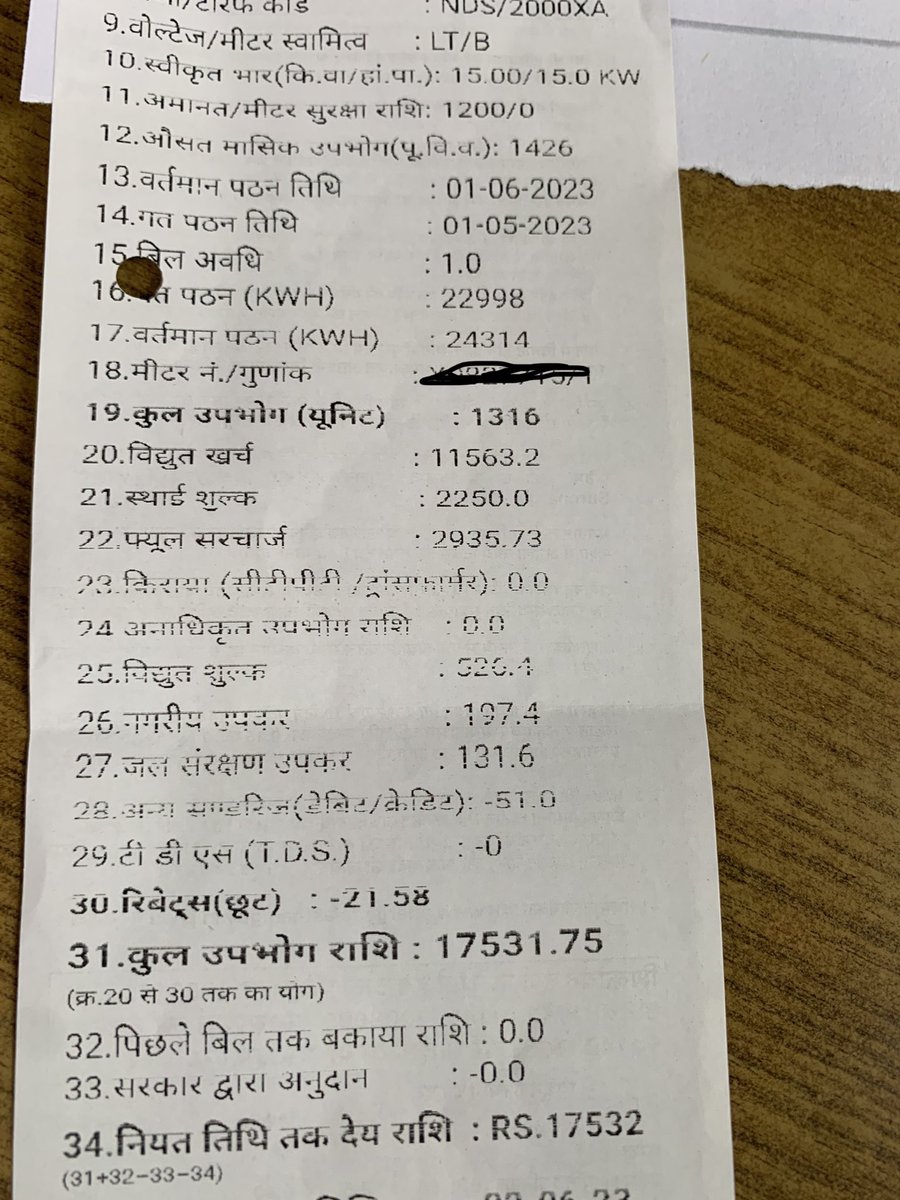 /टैरिफ कोड : NDS/2000XA
9.वोल्टेज/मीटर स्वामित्व : LT/B
10.स्वीकृत भार(कि.वा/हां.पा.): 15.00/15.0 KW
11.अमानत/मीटर सुरक्षा राशि: 1200/0
12.औसत मासिक उपभोग(पू.वि.व.): 1426
13.वर्तमान पठन तिथि : 01-06-2023
14.गत पठन तिथि : 01-05-2023
15.बिल अवधि : 1.0
16. पठन (KWH) : 22998
17.वर्तमान पठन (KWH) : 24314
18.मीटर नं./गुणांक :
19.कुल उपभोग (यूनिट) : 1316
20.विद्युत खर्च : 11563.2
21.स्थाई शुल्क : 2250.0
22.फ्यूल सरचार्ज : 2935.73
23.किराया (सीटीपीटी /ट्रांसफार्मर): 0.0
24 अनाधिकृत उपभोग राशि : 0.0
25.विद्युत शुल्क : 526.4
26.नगरीय उपकर : 197.4
27.जल संरक्षण उपकर : 131.6
28.अन्य सण्डरिज(डेबिट/क्रेडिट): -51.0
29.टी डी एस (T.D.S.) : -0
30.रिबेट्स(छूट) : -21.58
31.कुल उपभोग राशि : 17531.75
(क्र.20 से 30 तक का योग)
32.पिछले बिल तक बकाया राशि : 0.0
33.सरकार द्वारा अनुदान : -0.0
34.नियत तिथि तक देय राशि : RS.17532
(31+32-33-34)